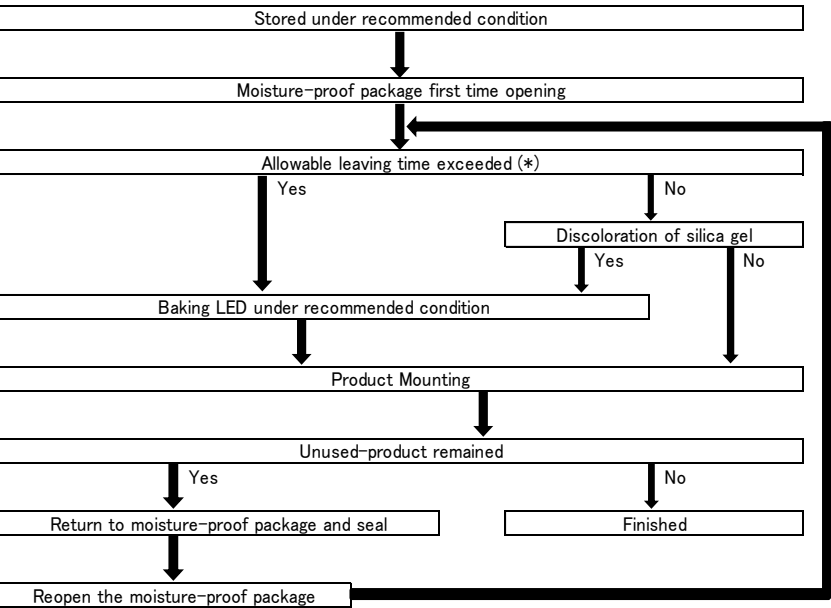 Stored under recommended condition
Moisture-proof package first time opening
Allowable leaving time exceeded (*)
Yes
No
Discoloration of silica gel
Yes
No
Baking LED under recommended condition
Product Mounting
Unused-product remained
Yes
No
Return to moisture-proof package and seal
Finished
Reopen the moisture-proof package